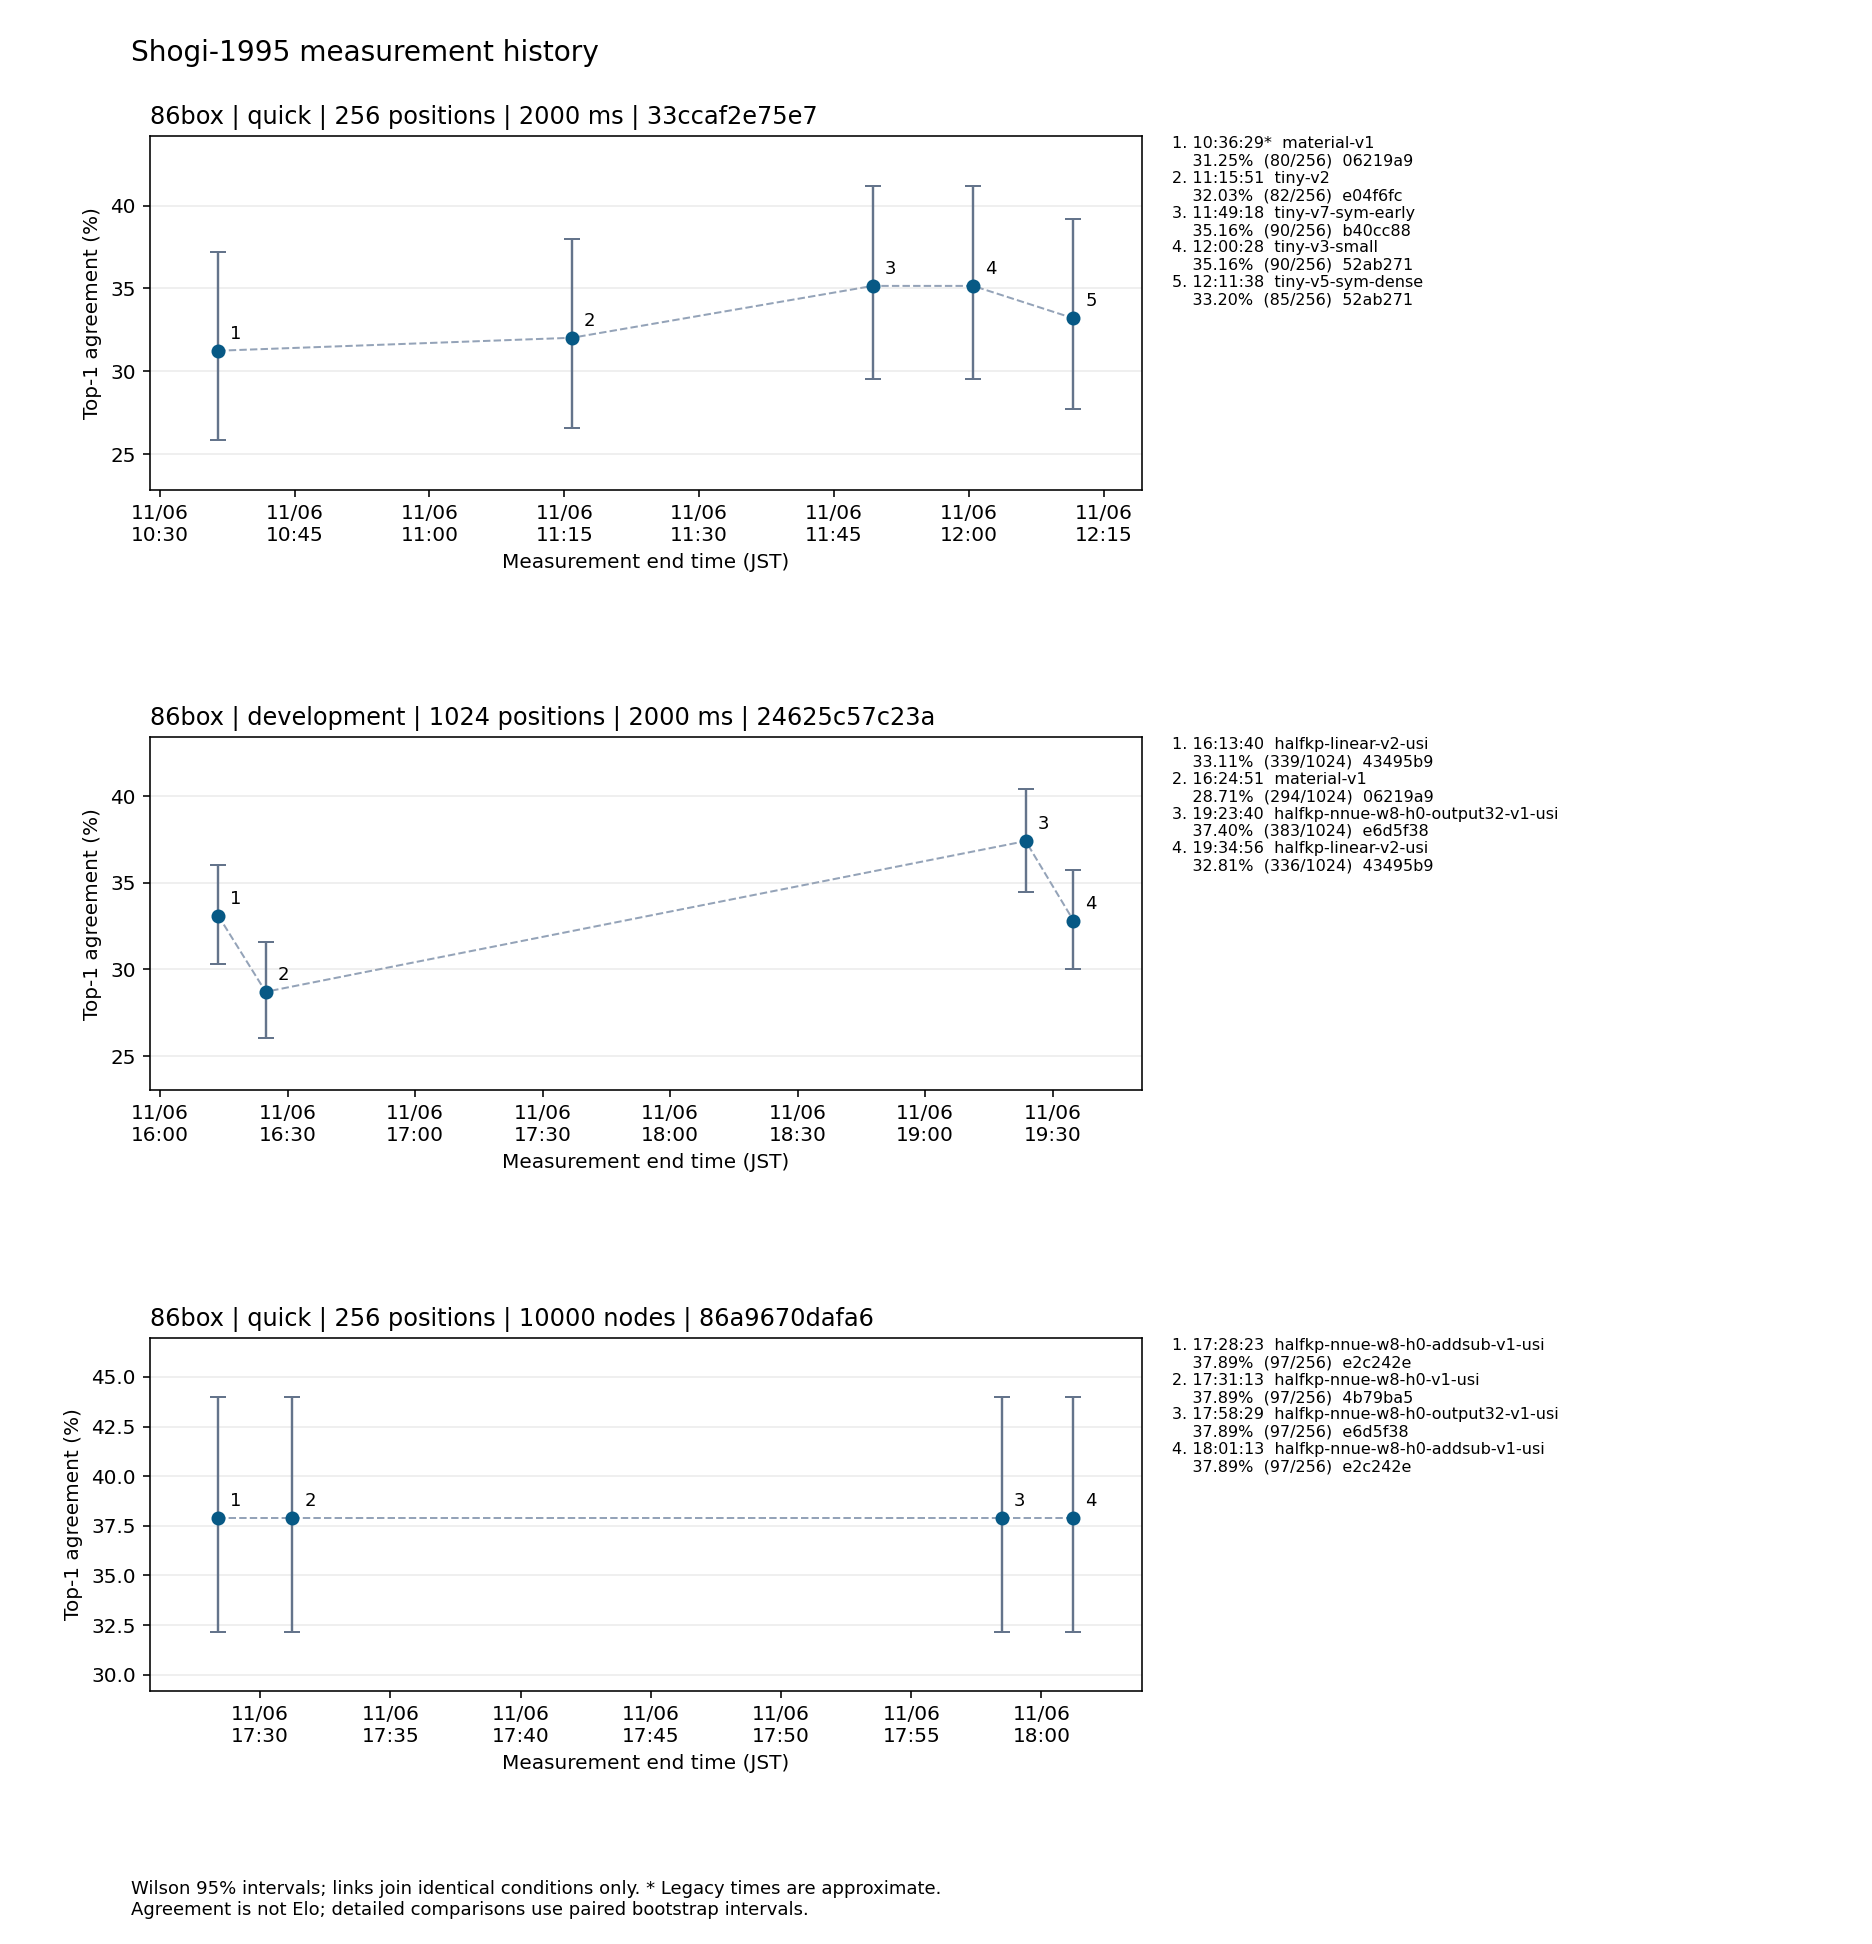 Shogi-1995 measurement history
86box | quick | 256 positions | 2000 ms | 33ccaf2e75e7
Top-1 agreement (%)
40
35
30
25
1
2
3
4
5
11/06 11/06 11/06 11/06 11/06 11/06 11/06 11/06
10:30 10:45 11:00 11:15 11:30 11:45 12:00 12:15
Measurement end time (JST)
1. 10:36:29* material-v1
31.25% (80/256) 06219a9
2. 11:15:51 tiny-v2
32.03% (82/256) e04f6fc
3. 11:49:18 tiny-v7-sym-early
35.16% (90/256) b40cc88
4. 12:00:28 tiny-v3-small
35.16% (90/256) 52ab271
5. 12:11:38 tiny-v5-sym-dense
33.20% (85/256) 52ab271
86box | development | 1024 positions | 2000 ms | 24625c57c23a
Top-1 agreement (%)
40
35
30
25
1
2
3
4
11/06 11/06 11/06 11/06 11/06 11/06 11/06 11/06
16:00 16:30 17:00 17:30 18:00 18:30 19:00 19:30
Measurement end time (JST)
1. 16:13:40 halfkp-linear-v2-usi
33.11% (339/1024) 43495b9
2. 16:24:51 material-v1
28.71% (294/1024) 06219a9
3. 19:23:40 halfkp-nnue-w8-h0-output32-v1-usi
37.40% (383/1024) e6d5f38
4. 19:34:56 halfkp-linear-v2-usi
32.81% (336/1024) 43495b9
86box | quick | 256 positions | 10000 nodes | 86a9670dafa6
Top-1 agreement (%)
45.0
42.5
40.0
37.5
35.0
32.5
30.0
1
2
3
4
11/06 11/06 11/06 11/06 11/06 11/06 11/06
17:30 17:35 17:40 17:45 17:50 17:55 18:00
Measurement end time (JST)
1. 17:28:23 halfkp-nnue-w8-h0-addsub-v1-usi
37.89% (97/256) e2c242e
2. 17:31:13 halfkp-nnue-w8-h0-v1-usi
37.89% (97/256) 4b79ba5
3. 17:58:29 halfkp-nnue-w8-h0-output32-v1-usi
37.89% (97/256) e6d5f38
4. 18:01:13 halfkp-nnue-w8-h0-addsub-v1-usi
37.89% (97/256) e2c242e
Wilson 95% intervals; links join identical conditions only. * Legacy times are approximate.
Agreement is not Elo; detailed comparisons use paired bootstrap intervals.